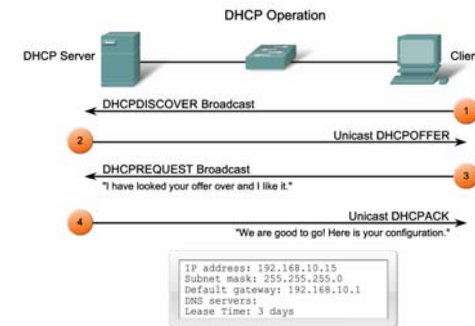 DHCP Operation
DHCP Server
Client
DHCPDISCOVER Broadcast
1
2
Unicast DHCPOFFER
DHCPREQUEST Broadcast
3
"I have looked your offer over and I like it."
4
Unicast DHCPACK
"We are good to go! Here is your configuration."
IP address: 192.168.10.15
Subnet mask: 255.255.255.0
Default gateway: 192.168.10.1
DNS servers:
Lease Time: 3 days